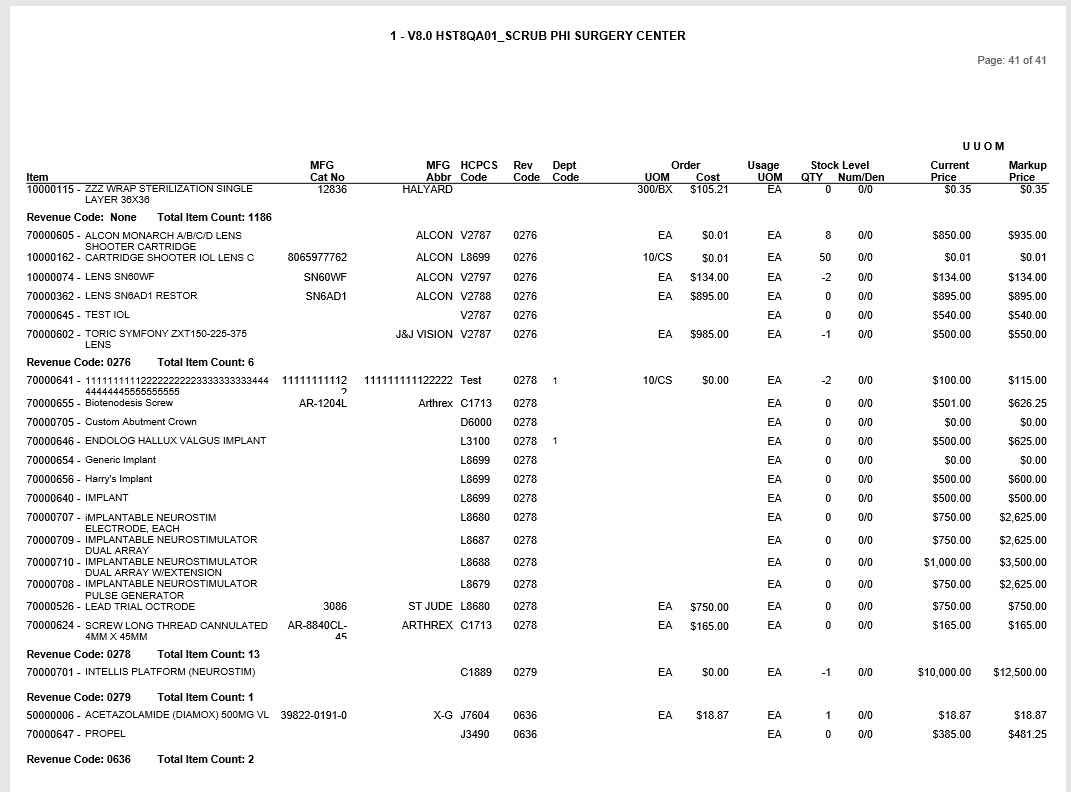 1 - V8.0 HST8QA01_SCRUB PHI SURGERY CENTER
Page: 41 of 41
U U O M
MFG MFG HCPCS Rev Dept Order Usage Stock Level Current Markup
Item Cat No Abbr Code Code Code UOM Cost UOM QTY Num/Den Price Price
10000115 - ZZZ WRAP STERILIZATION SINGLE 12836 HALYARD 300/BX $105.21 EA 0 0/0 $0.35 $0.35
LAYER 36X36
Revenue Code: None Total Item Count: 1186
70000605 - ALCON MONARCH A/B/C/D LENS ALCON V2787 0276 EA $0.01 EA 8 0/0 $850.00 $935.00
SHOOTER CARTRIDGE
10000162 - CARTRIDGE SHOOTER IOL LENS C 8065977762 ALCON L8699 0276 10/CS $0.01 EA 50 0/0 $0.01 $0.01
10000074 - LENS SN60WF SN60WF ALCON V2797 0276 EA $134.00 EA -2 0/0 $134.00 $134.00
70000362 - LENS SN6AD1 RESTOR SN6AD1 ALCON V2788 0276 EA $895.00 EA 0 0/0 $895.00 $895.00
70000645 - TEST IOL V2787 0276 EA 0 0/0 $540.00 $540.00
70000602 - TORIC SYMFONY ZXT150-225-375 J&J VISION V2787 0276 EA $985.00 EA -1 0/0 $500.00 $550.00
LENS
Revenue Code: 0276 Total Item Count: 6
70000641 - 1111111111222222222233333333333444 11111111112 111111111122222 Test 0278 1 10/CS $0.00 EA -2 0/0 $100.00 $115.00
44444445555555555 2
70000655 - Biotenodesis Screw AR-1204L Arthrex C1713 0278 EA 0 0/0 $501.00 $626.25
70000705 - Custom Abutment Crown D6000 0278 EA 0 0/0 $0.00 $0.00
70000646 - ENDOLOG HALLUX VALGUS IMPLANT L3100 0278 1 EA 0 0/0 $500.00 $625.00
70000654 - Generic Implant L8699 0278 EA 0 0/0 $0.00 $0.00
70000656 - Harry's Implant L8699 0278 EA 0 0/0 $500.00 $600.00
70000640 - IMPLANT L8699 0278 EA 0 0/0 $500.00 $500.00
70000707 - iMPLANTABLE NEUROSTIM L8680 0278 EA 0 0/0 $750.00 $2,625.00
ELECTRODE, EACH
70000709 - IMPLANTABLE NEUROSTIMULATOR L8687 0278 EA 0 0/0 $750.00 $2,625.00
DUAL ARRAY
70000710 - IMPLANTABLE NEUROSTIMULATOR L8688 0278 EA 0 0/0 $1,000.00 $3,500.00
DUAL ARRAY W/EXTENSION
70000708 - IMPLANTABLE NEUROSTIMULATOR L8679 0278 EA 0 0/0 $750.00 $2,625.00
PULSE GENERATOR
70000526 - LEAD TRIAL OCTRODE 3086 ST JUDE L8680 0278 EA $750.00 EA 0 0/0 $750.00 $750.00
70000624 - SCREW LONG THREAD CANNULATED AR-8840CL- ARTHREX C1713 0278 EA $165.00 EA 0 0/0 $165.00 $165.00
4MM X 45MM 45
Revenue Code: 0278 Total Item Count: 13
70000701 - INTELLIS PLATFORM (NEUROSTIM) C1889 0279 EA $0.00 EA -1 0/0 $10,000.00 $12,500.00
Revenue Code: 0279 Total Item Count: 1
50000006 - ACETAZOLAMIDE (DIAMOX) 500MG VL 39822-0191-0 X-G J7604 0636 EA $18.87 EA 1 0/0 $18.87 $18.87
70000647 - PROPEL J3490 0636 EA 0 0/0 $385.00 $481.25
Revenue Code: 0636 Total Item Count: 2